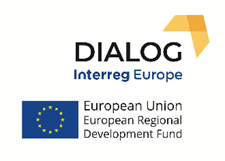 DIALOG
Interreg Europe
European Union
European Regional
Development Fund